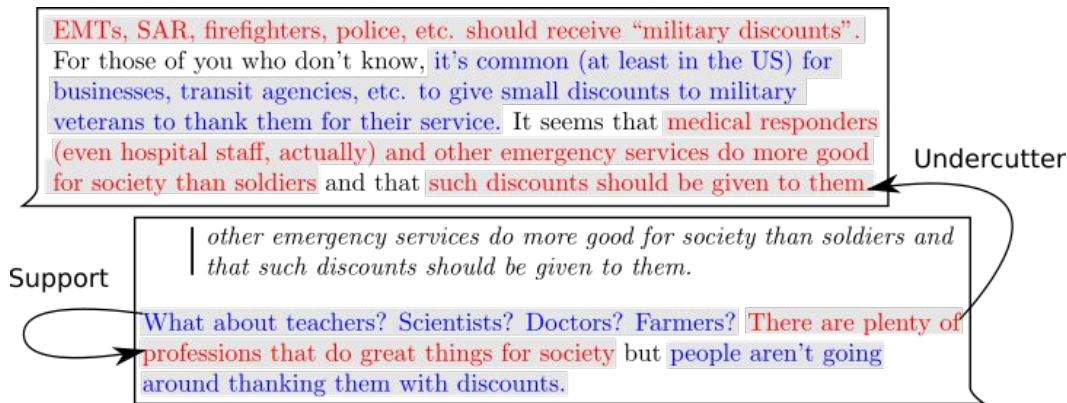 EMTs, SAR, firefighters, police, etc. should receive “military discounts”.
For those of you who don’t know, it’s common (at least in the US) for
businesses, transit agencies, etc. to give small discounts to military
veterans to thank them for their service. It seems that medical responders
(even hospital staff, actually) and other emergency services do more good
for society than soldiers and that such discounts should be given to them.
Undercutter
other emergency services do more good for society than soldiers and
that such discounts should be given to them.
Support
What about teachers? Scientists? Doctors? Farmers? There are plenty of
professions that do great things for society but people aren’t going
around thanking them with discounts.